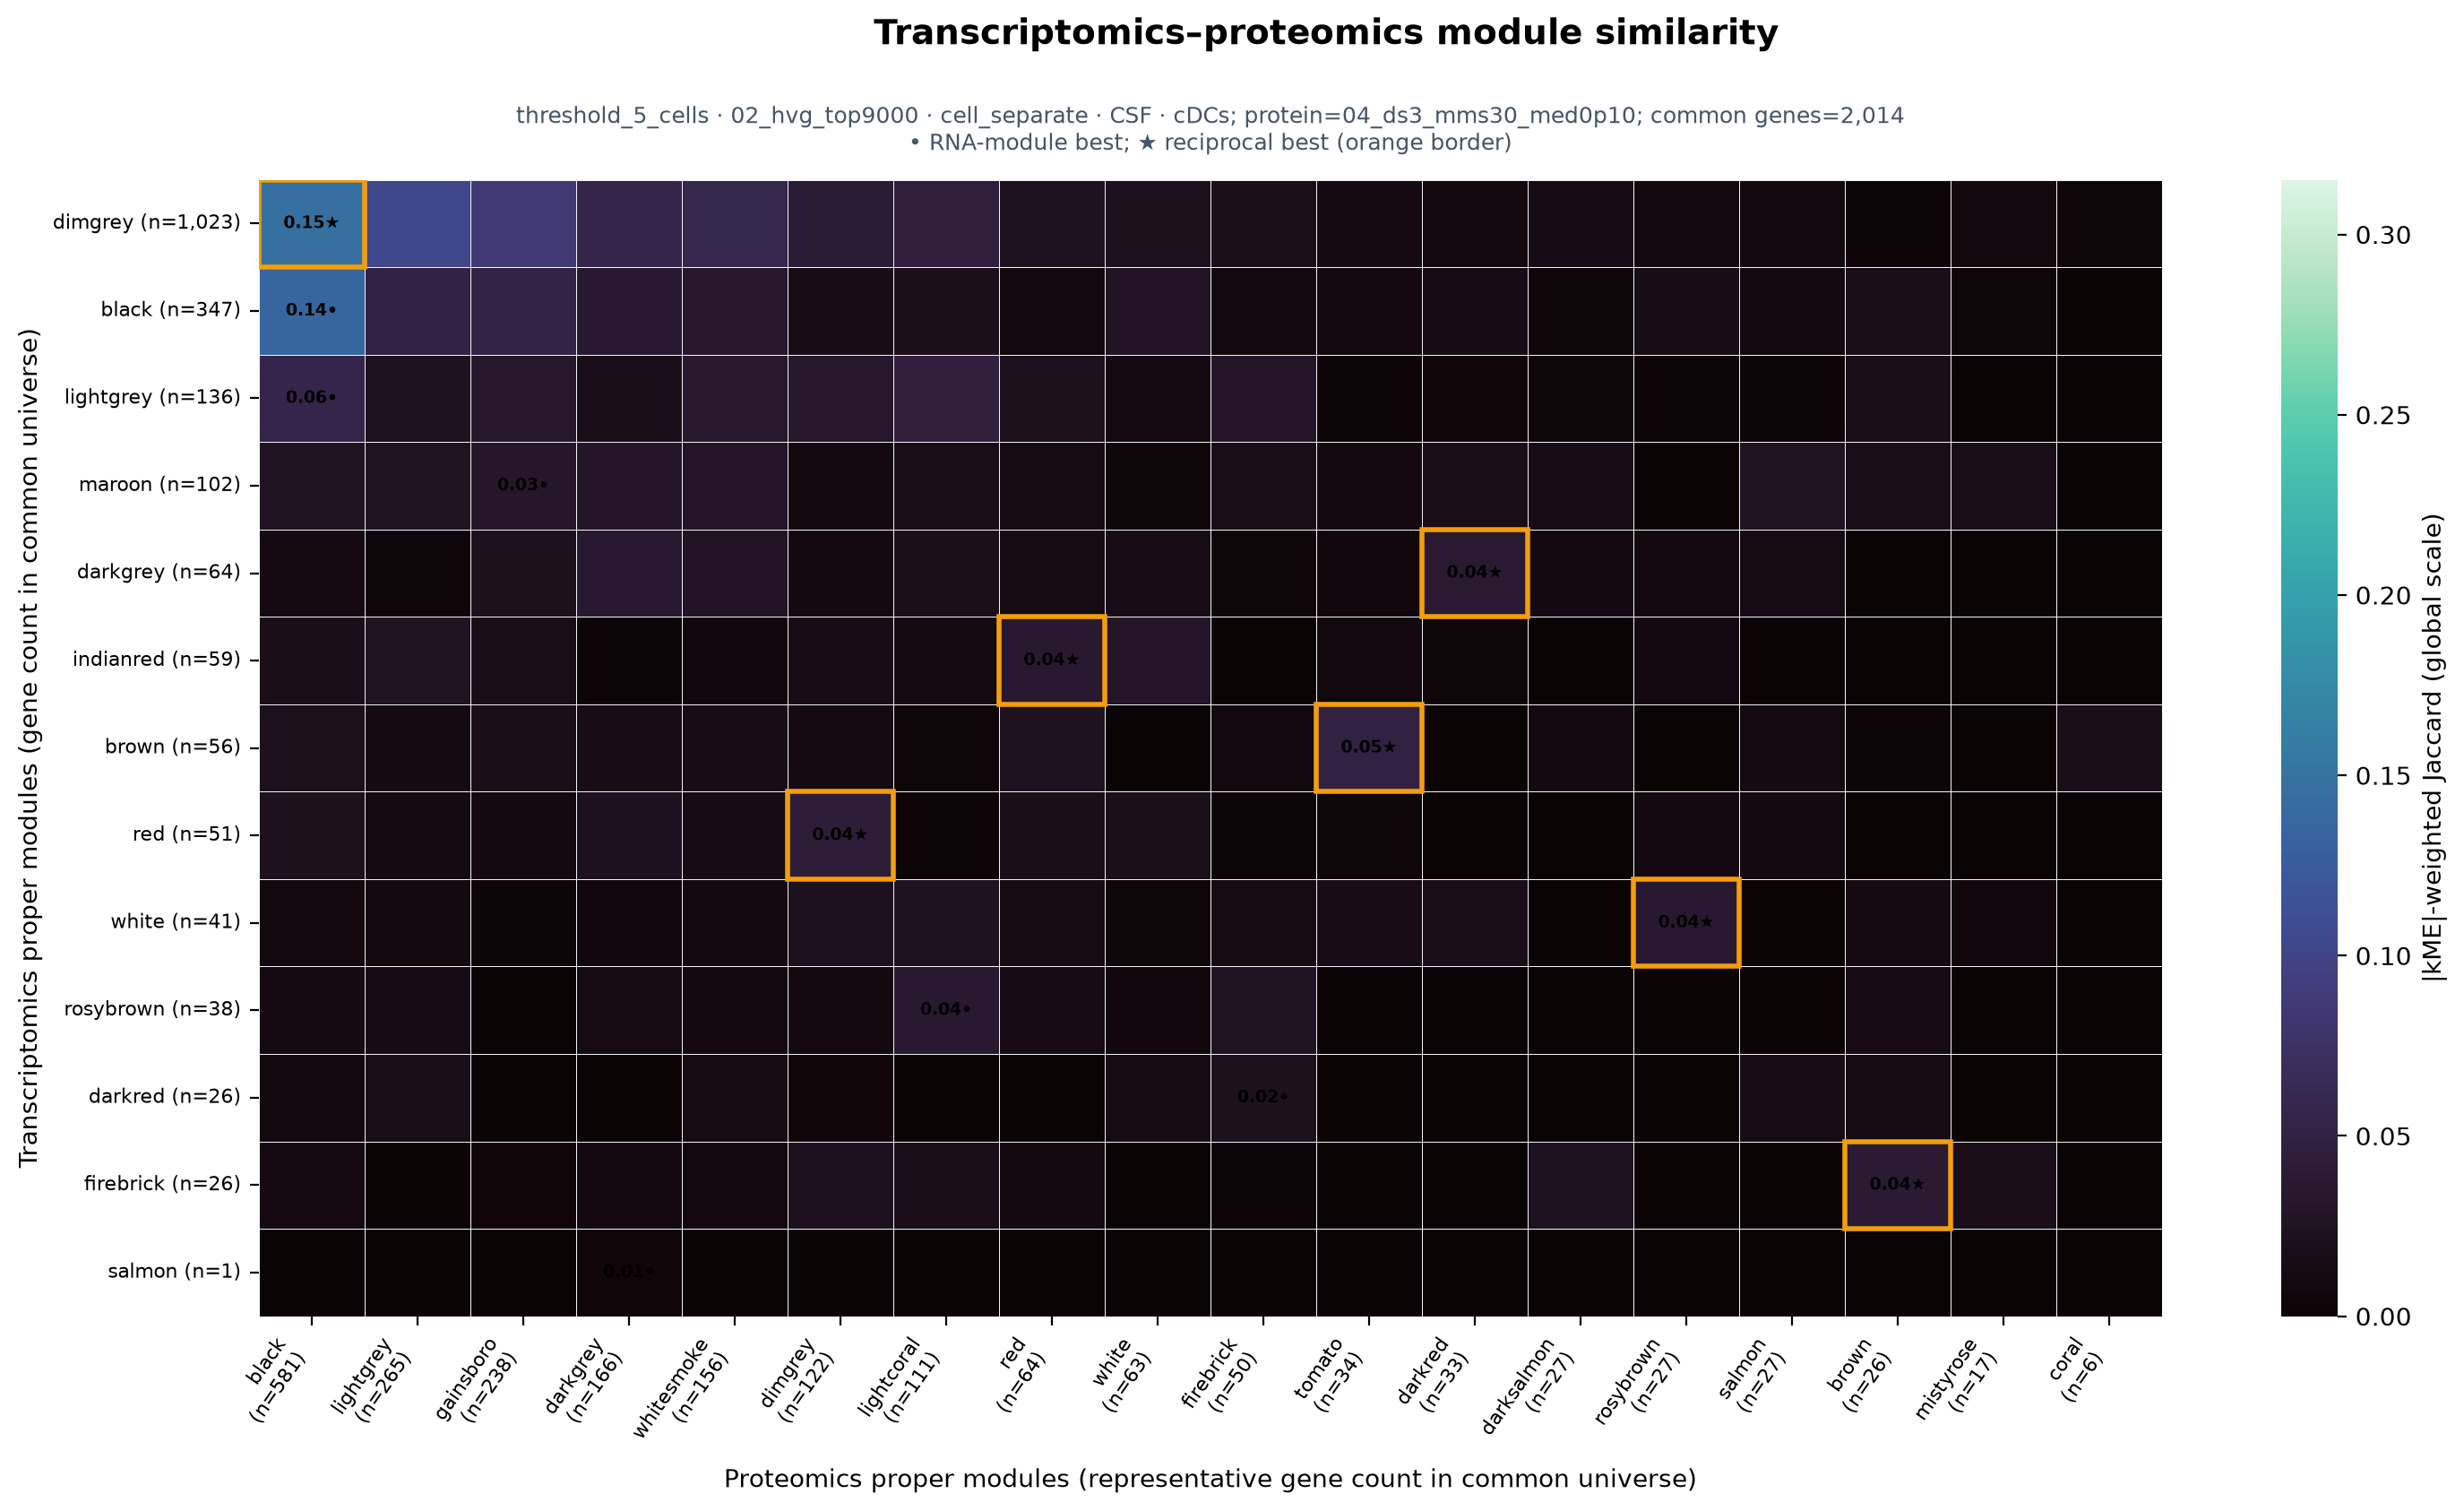 Transcriptomics–proteomics module similarity
threshold_5_cells · 02_hvg_top9000 · cell_separate · CSF · cDCs; protein=04_ds3_mms30_med0p10; common genes=2,014
• RNA-module best; ★ reciprocal best (orange border)
Transcriptomics proper modules (gene count in common universe)
dimgrey (n=1,023)
0.15★
black (n=347)
0.14•
lightgrey (n=136)
0.06•
maroon (n=102)
0.03•
darkgrey (n=64)
0.04★
indianred (n=59)
0.04★
brown (n=56)
0.05★
red (n=51)
0.04★
white (n=41)
0.04★
rosybrown (n=38)
0.04•
darkred (n=26)
0.02•
firebrick (n=26)
0.04★
salmon (n=1)
0.01•
black
(n=581)
lightgrey
(n=265)
gainsboro
(n=238)
darkgrey
(n=166)
whitesmoke
(n=156)
dimgrey
(n=122)
lightcoral
(n=111)
red
(n=64)
white
(n=63)
firebrick
(n=50)
tomato
(n=34)
darkred
(n=33)
darksalmon
(n=27)
rosybrown
(n=27)
salmon
(n=27)
brown
(n=26)
mistyrose
(n=17)
coral
(n=6)
Proteomics proper modules (representative gene count in common universe)
0.30
0.25
0.20
0.15
0.10
0.05
0.00
|kME|-weighted Jaccard (global scale)